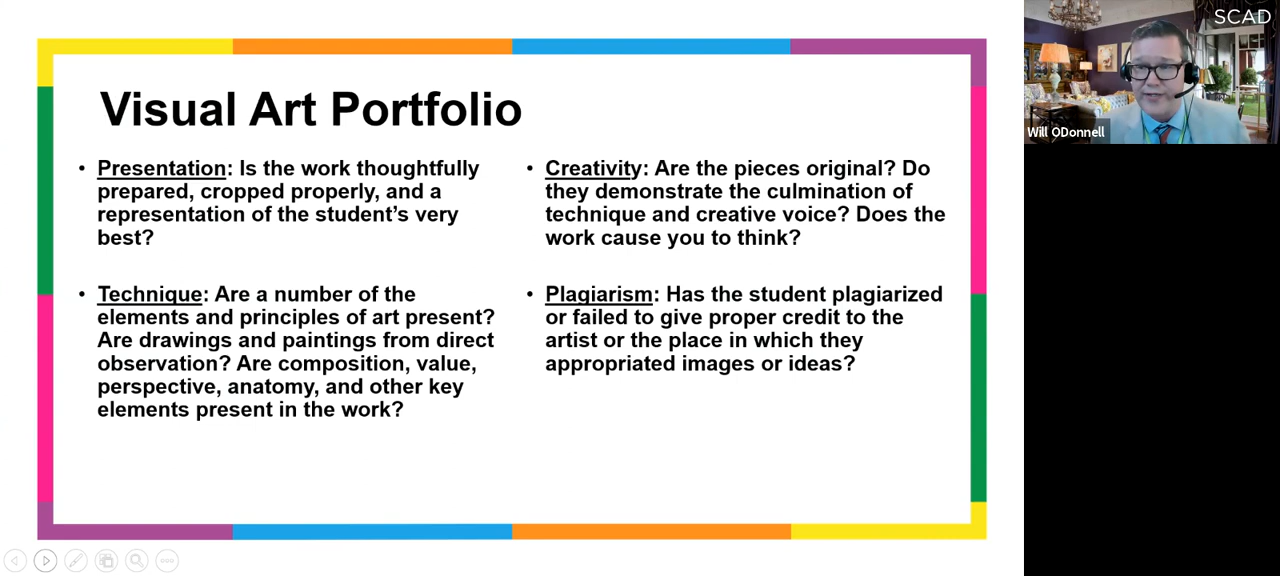 Visual Art Portfolio
• Presentation: Is the work thoughtfully
prepared, cropped properly, and a
representation of the student’s very
best?
• Technique: Are a number of the
elements and principles of art present?
Are drawings and paintings from direct
observation? Are composition, value,
perspective, anatomy, and other key
elements present in the work?
• Creativity: Are the pieces original? Do
they demonstrate the culmination of
technique and creative voice? Does the
work cause you to think?
• Plagiarism: Has the student plagiarized
or failed to give proper credit to the
artist or the place in which they
appropriated images or ideas?
SCAD
Will ODonnell